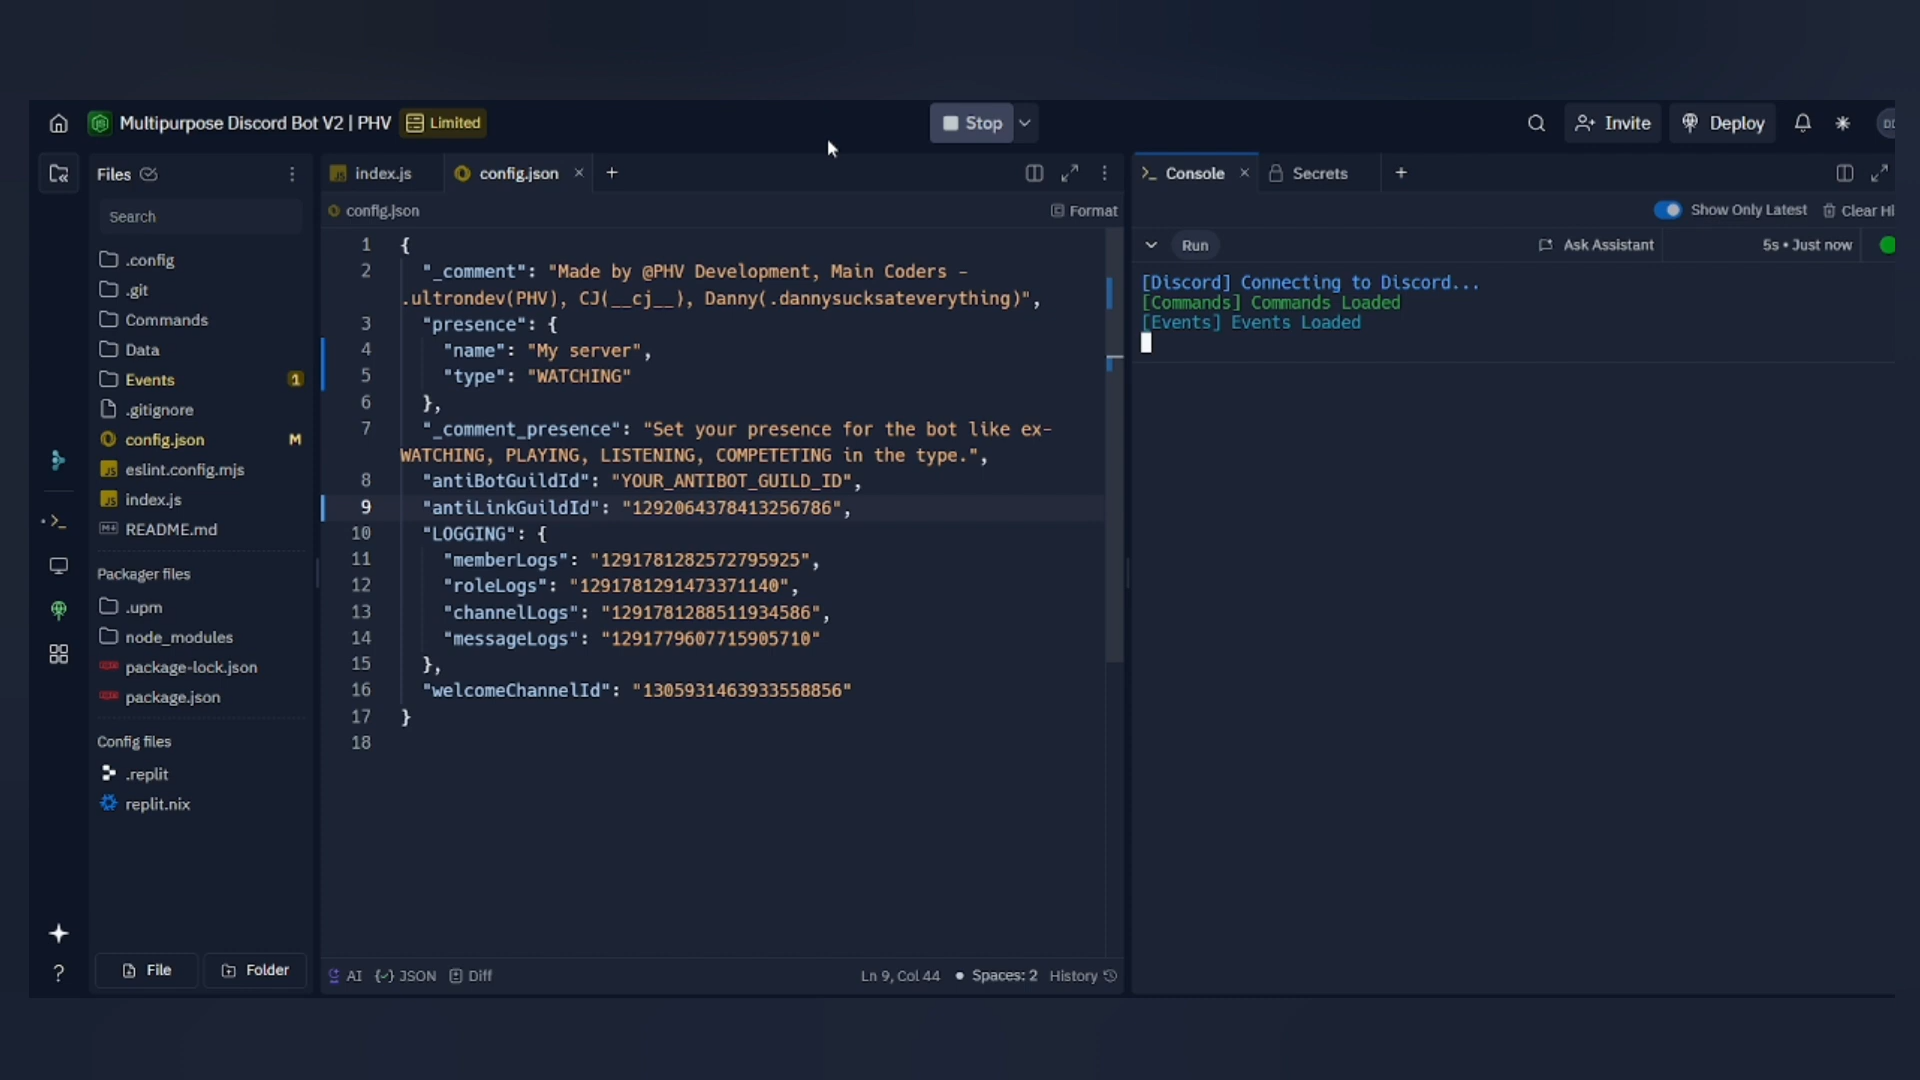 Multipurpose Discord Bot V2 | PHV
Limited
Stop
Invite
Deploy
Files
Search
.config
.git
Commands
Data
Events 1
.gitignore
config.json M
eslint.config.mjs
index.js
README.md
Packager files
.upm
node_modules
package-lock.json
package.json
Config files
.replit
replit.nix
File
Folder
index.js
config.json
config.json
Format
1 {
2 "_comment": "Made by @PHV Development, Main Coders -
.ultrondev(PHV), CJ(__cj__), Danny(.dannysucksateverything)",
3 "presence": {
4 "name": "My server",
5 "type": "WATCHING"
6 },
7 "_comment_presence": "Set your presence for the bot like ex-
WATCHING, PLAYING, LISTENING, COMPETETING in the type.",
8 "antiBotGuildId": "YOUR_ANTIBOT_GUILD_ID",
9 "antiLinkGuildId": "1292064378413256786",
10 "LOGGING": {
11 "memberLogs": "1291781282572795925",
12 "roleLogs": "1291781291473371140",
13 "channelLogs": "1291781288511934586",
14 "messageLogs": "1291779607715905710"
15 },
16 "welcomeChannelId": "1305931463933558856"
17 }
18
AI
JSON
Diff
Ln 9, Col 44
Spaces: 2
History
Console
Secrets
Show Only Latest
Clear Hi
Run
Ask Assistant
5s • Just now
[Discord] Connecting to Discord...
[Commands] Commands Loaded
[Events] Events Loaded